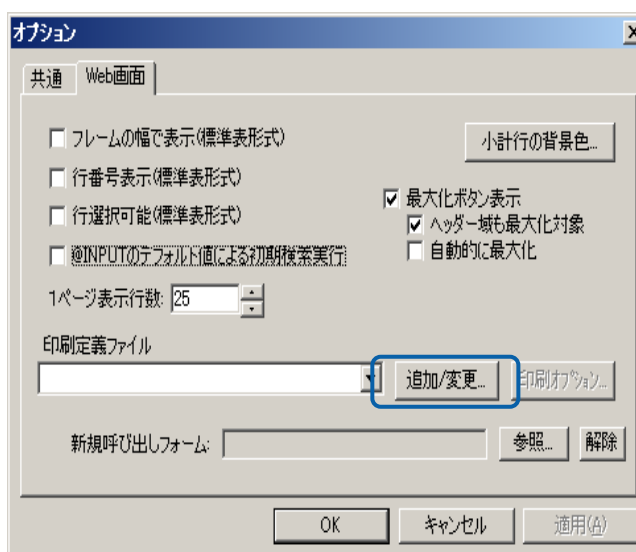 オプション
共通 Web画面
フレームの幅で表示(標準表形式)
小計行の背景色...
行番号表示(標準表形式)
最大化ボタン表示
行選択可能(標準表形式)
ヘッダー域も最大化対象
@INPUTのデフォルト値による初期検索実行
自動的に最大化
1ページ表示行数: 25
印刷定義ファイル
追加/変更... 印刷オプション...
新規呼び出しフォーム: 参照... 解除
OK キャンセル 適用(A)